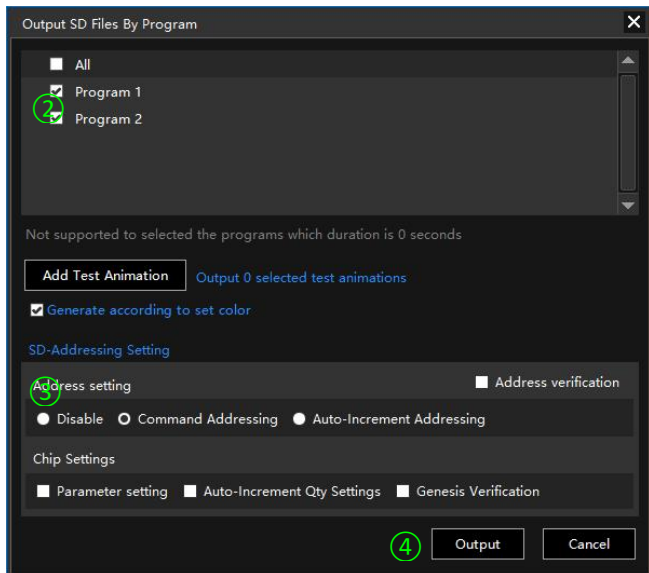 Output SD Files By Program
All
Program 1
②
Program 2
Not supported to selected the programs which duration is 0 seconds
Add Test Animation Output 0 selected test animations
Generate according to set color
SD-Addressing Setting
③ Address setting Address verification
Disable Command Addressing Auto-Increment Addressing
Chip Settings
Parameter setting Auto-Increment Qty Settings Genesis Verification
④ Output Cancel